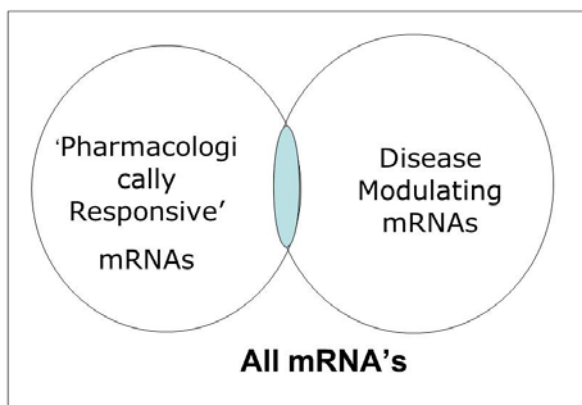 ‘Pharmacologi
cally
Responsive’
mRNAs
Disease
Modulating
mRNAs
All mRNA’s